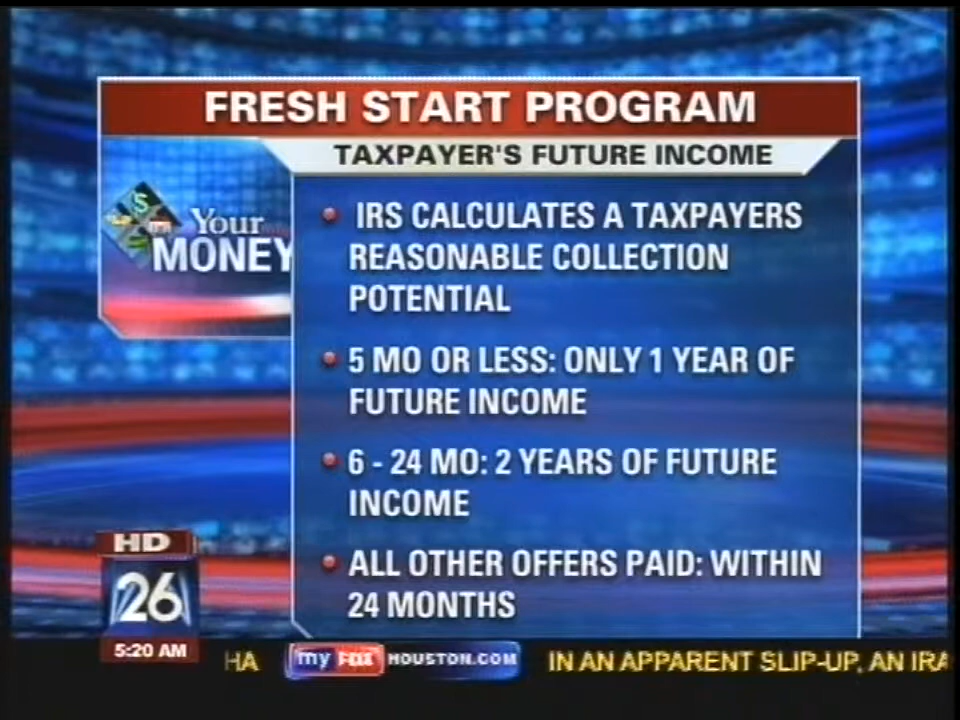 FRESH START PROGRAM
TAXPAYER'S FUTURE INCOME
$
Your
MONEY
• IRS CALCULATES A TAXPAYERS
REASONABLE COLLECTION
POTENTIAL
• 5 MO OR LESS: ONLY 1 YEAR OF
FUTURE INCOME
• 6 - 24 MO: 2 YEARS OF FUTURE
INCOME
• ALL OTHER OFFERS PAID: WITHIN
24 MONTHS
HD
26
5:20 AM
HA
my FOX HOUSTON.COM
IN AN APPARENT SLIP-UP, AN IRA